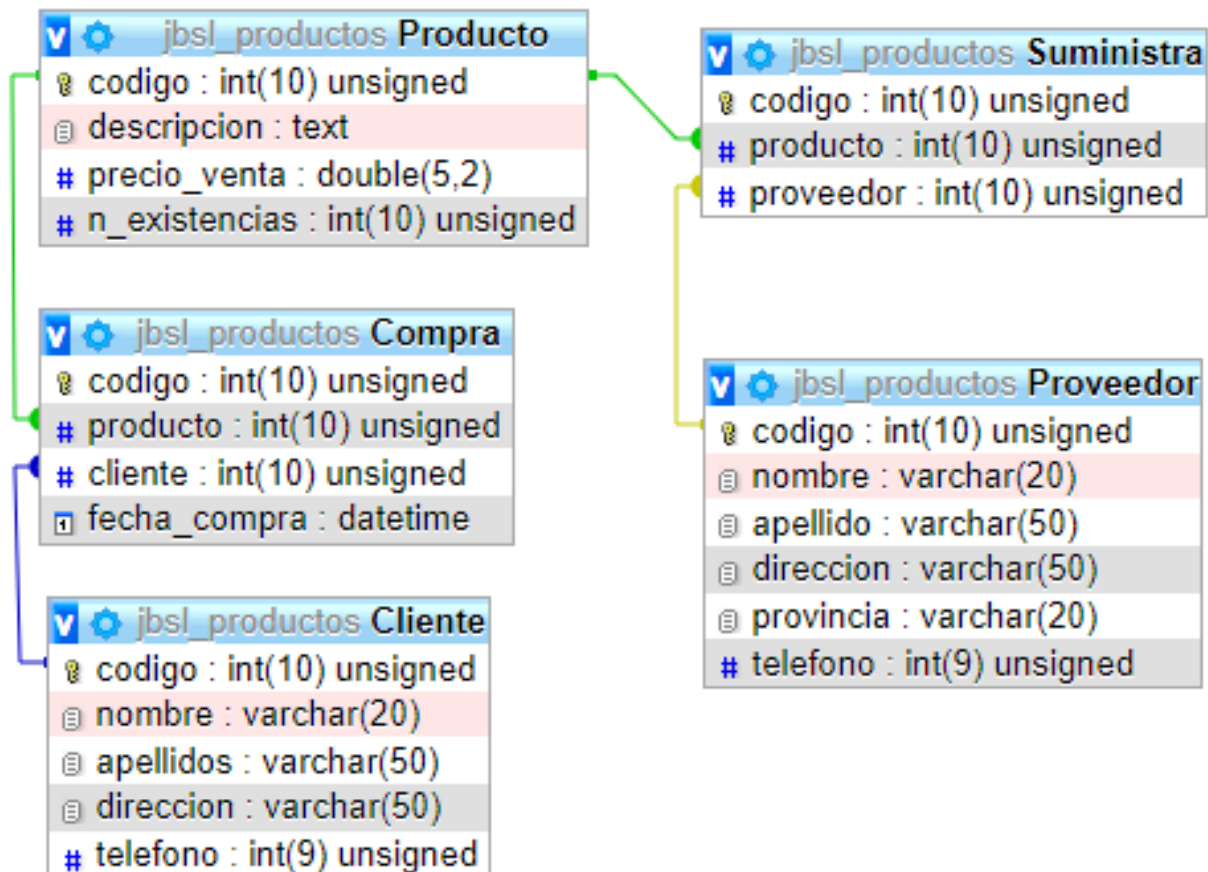 jbsl_productos Producto
codigo : int(10) unsigned
descripcion : text
# precio_venta : double(5,2)
# n_existencias : int(10) unsigned
jbsl_productos Suministra
codigo : int(10) unsigned
# producto : int(10) unsigned
# proveedor : int(10) unsigned
jbsl_productos Compra
codigo : int(10) unsigned
# producto : int(10) unsigned
# cliente : int(10) unsigned
fecha_compra : datetime
jbsl_productos Proveedor
codigo : int(10) unsigned
nombre : varchar(20)
apellido : varchar(50)
direccion : varchar(50)
provincia : varchar(20)
# telefono : int(9) unsigned
jbsl_productos Cliente
codigo : int(10) unsigned
nombre : varchar(20)
apellidos : varchar(50)
direccion : varchar(50)
# telefono : int(9) unsigned